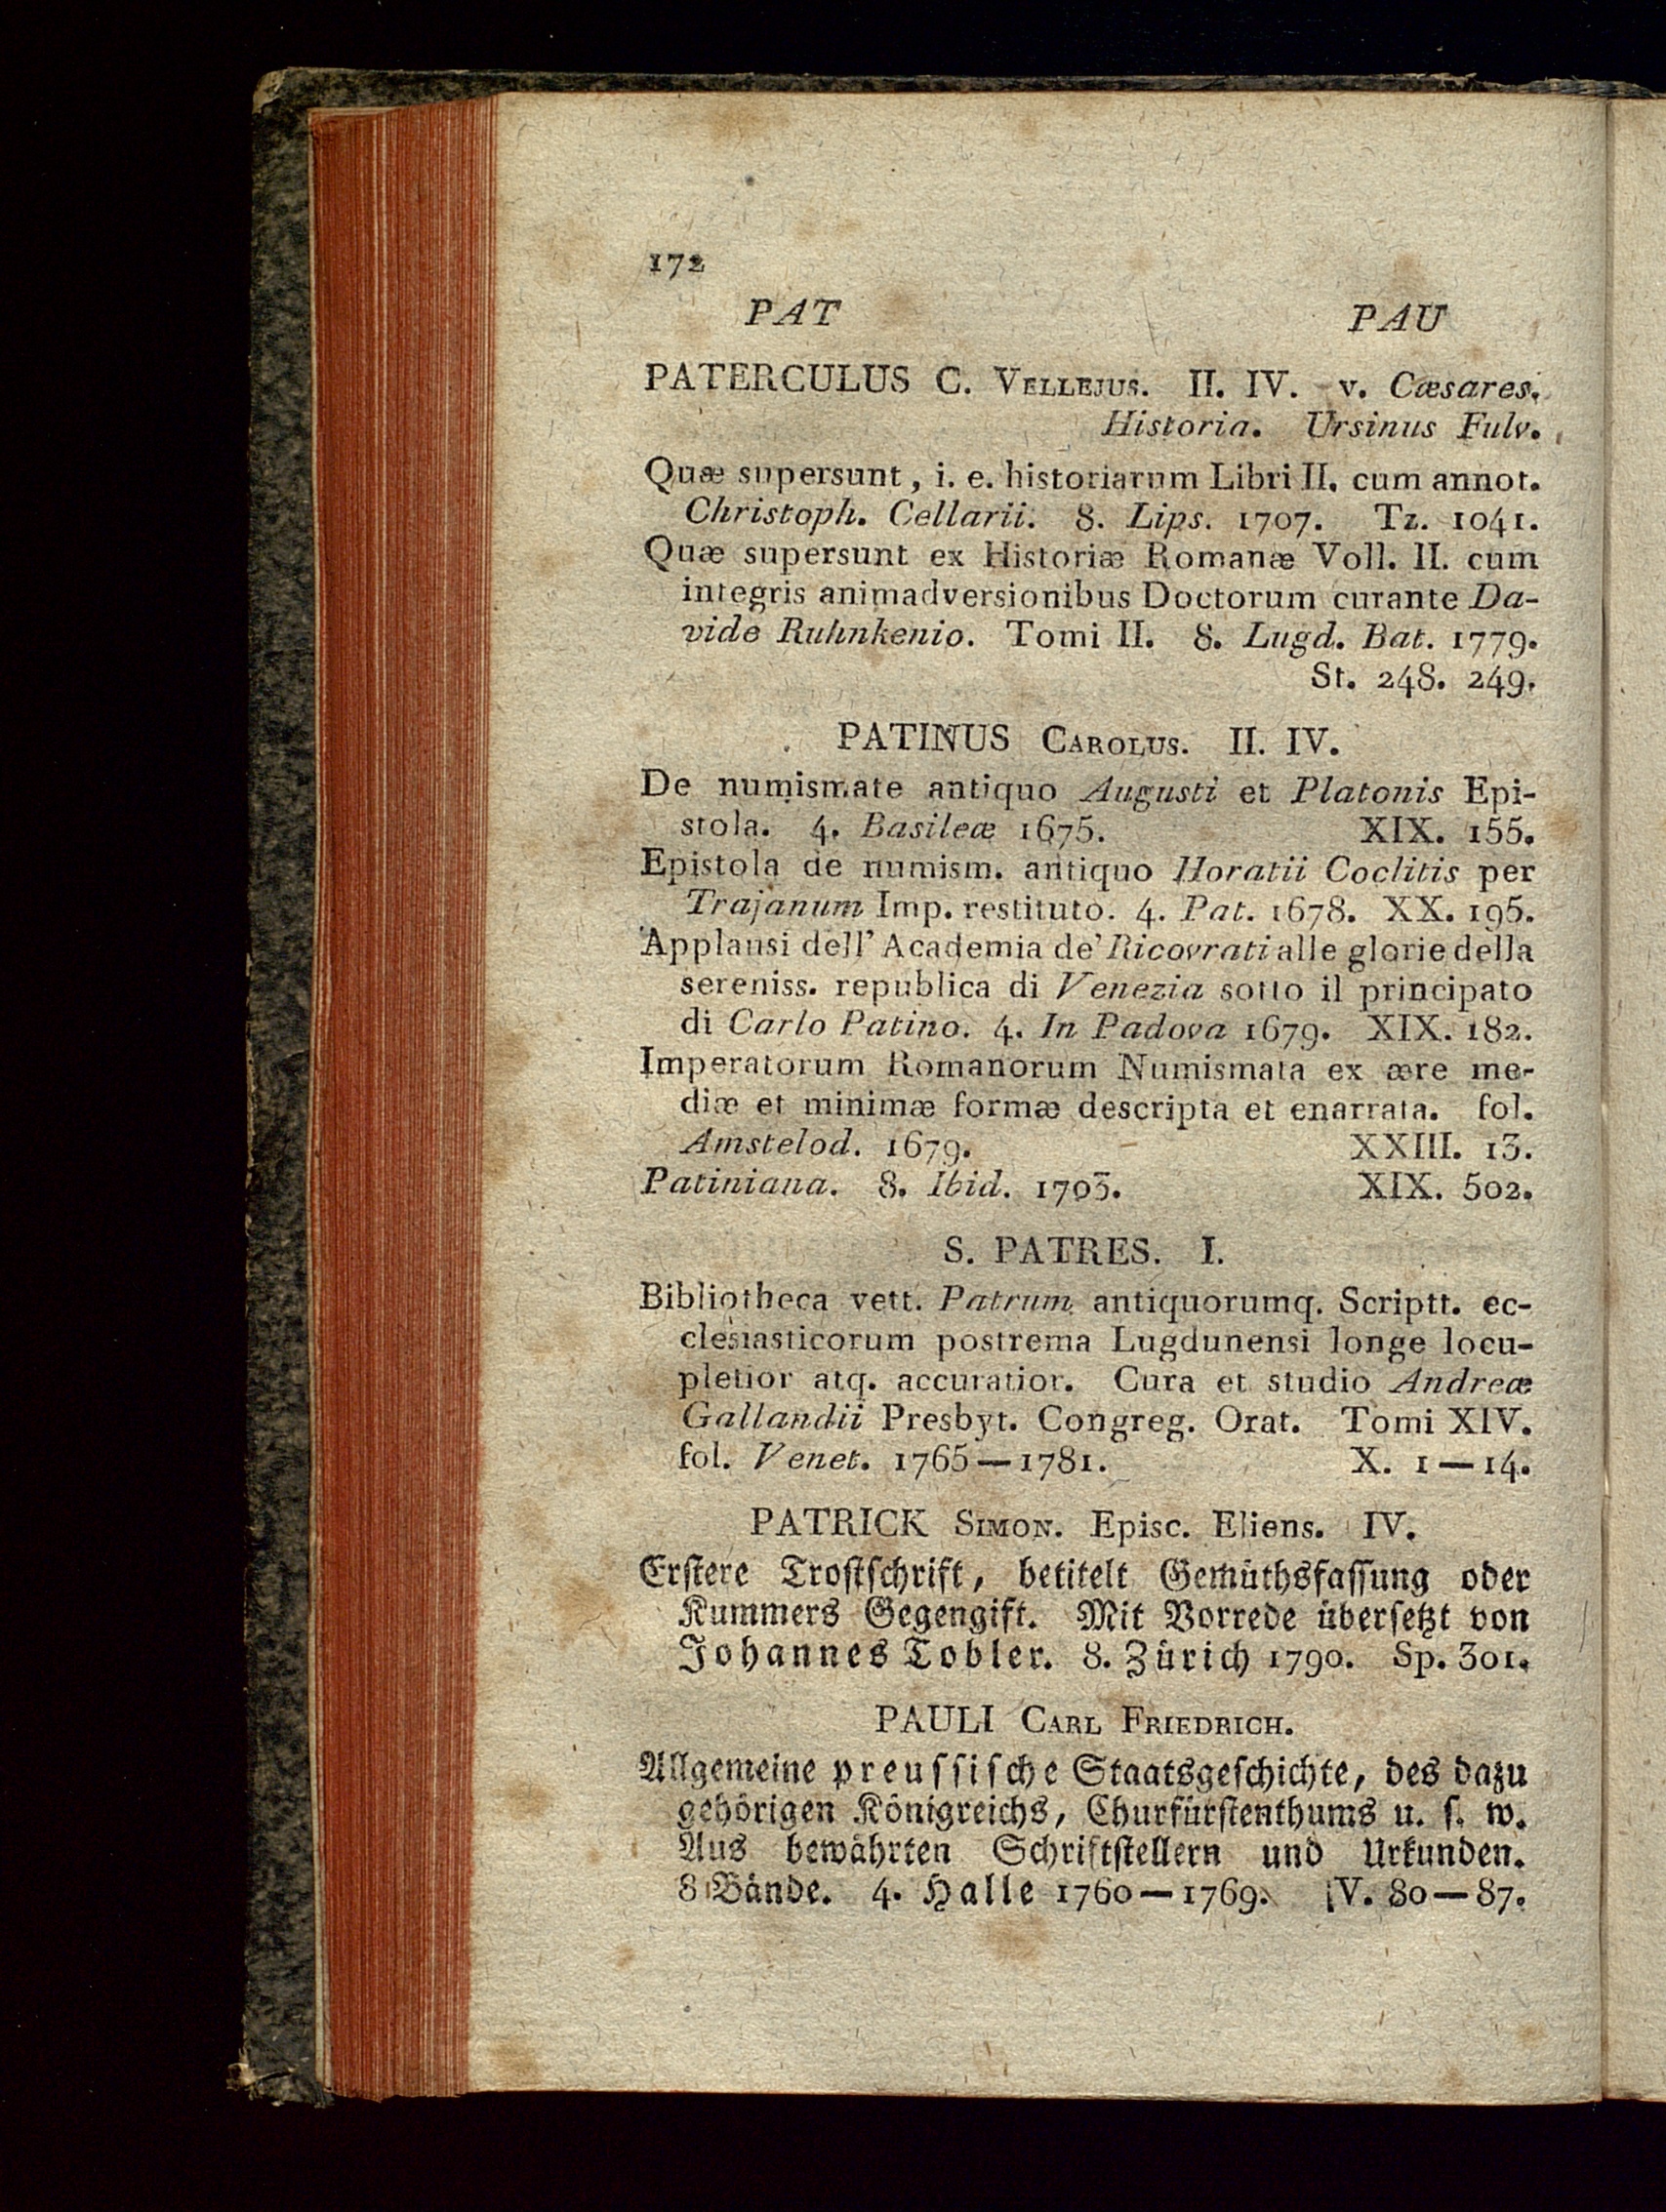 172
PAT PAU
PATERCULUS C. VELLEJUS. II. IV. v. Cæsares.
Historia. Ursinus Fulv.
Quæ supersunt, i. e. historiarum Libri II. cum annot.
Christoph. Cellarii. 8. Lips. 1707. Tz. 1041.
Quæ supersunt ex Historiæ Romanæ Voll. II. cum
integris animadversionibus Doctorum curante Da-
vide Ruhnkenio. Tomi II. 8. Lugd. Bat. 1779.
St. 248. 249.
PATINUS CAROLUS. II. IV.
De numismate antiquo Augusti et Platonis Epi-
stola. 4. Basileæ 1675. XIX. 155.
Epistola de numism. antiquo Horatii Coclitis per
Trajanum Imp. restituto. 4. Pat. 1678. XX. 195.
Applausi dell' Academia de' Ricovrati alle glorie della
sereniss. republica di Venezia sotto il principato
di Carlo Patino. 4. In Padova 1679. XIX. 182.
Imperatorum Romanorum Numismata ex ære me-
diæ et minimæ formæ descripta et enarrata. fol.
Amstelod. 1679. XXIII. 13.
Patiniana. 8. Ibid. 1703. XIX. 502.
S. PATRES. I.
Bibliotheca vett. Patrum antiquorumq. Scriptt. ec-
clesiasticorum postrema Lugdunensi longe locu-
pletior atq. accuratior. Cura et studio Andreæ
Gallandii Presbyt. Congreg. Orat. Tomi XIV.
fol. Venet. 1765—1781. X. 1—14.
PATRICK SIMON. Episc. Eliens. IV.
Erstere Trostschrift, betitelt Gemüthsfassung oder
Kummers Gegengift. Mit Vorrede übersetzt von
Johannes Tobler. 8. Zürich 1790. Sp. 301.
PAULI CARL FRIEDRICH.
Allgemeine preussische Staatsgeschichte, des dazu
gehörigen Königreichs, Churfürstenthums u. s. w.
Aus bewährten Schriftstellern und Urkunden.
8 Bände. 4. Halle 1760—1769. V. 80—87.